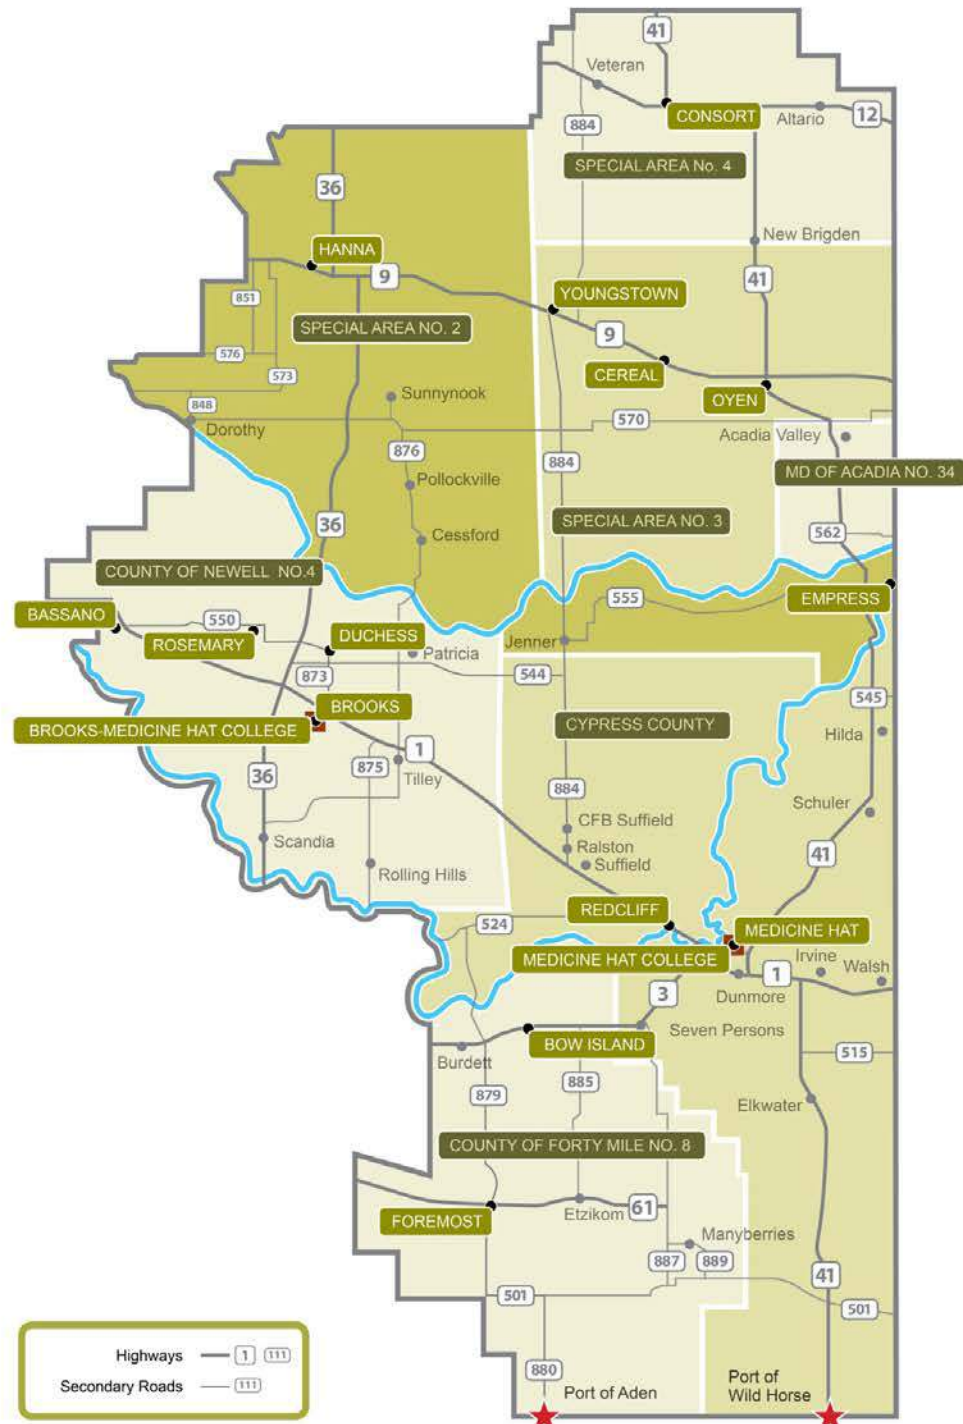 41
Veteran
CONSORT
Altario
12
884
SPECIAL AREA No. 4
36
New Brigden
HANNA
9
41
851
YOUNGSTOWN
SPECIAL AREA NO. 2
9
576
573
CEREAL
OYEN
848
Sunnynook
Dorothy
570
Acadia Valley
876
884
MD OF ACADIA NO. 34
Pollockville
36
SPECIAL AREA NO. 3
Cessford
562
COUNTY OF NEWELL NO.4
555
EMPRESS
BASSANO
550
ROSEMARY
DUCHESS
Jenner
Patricia
873
544
545
BROOKS
CYPRESS COUNTY
BROOKS-MEDICINE HAT COLLEGE
Hilda
1
875
36
Tilley
884
Schuler
CFB Suffield
Scandia
Ralston
41
Suffield
Rolling Hills
REDCLIFF
524
MEDICINE HAT
MEDICINE HAT COLLEGE
Irvine
Walsh
1
Dunmore
3
Seven Persons
BOW ISLAND
515
Burdett
885
879
Elkwater
COUNTY OF FORTY MILE NO. 8
61
Etzikom
FOREMOST
Manyberries
887
889
41
501
501
Highways
1
111
Secondary Roads
111
880
Port of Aden
Port of
Wild Horse